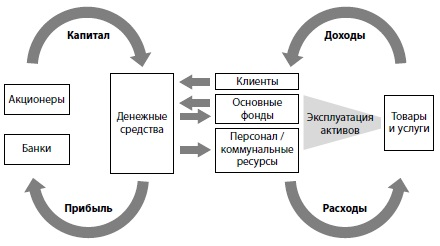 Капитал
Доходы
Акционеры
Банки
Денежные
средства
Клиенты
Основные
фонды
Персонал /
коммунальные
ресурсы
Эксплуатация
активов
Товары
и услуги
Прибыль
Расходы